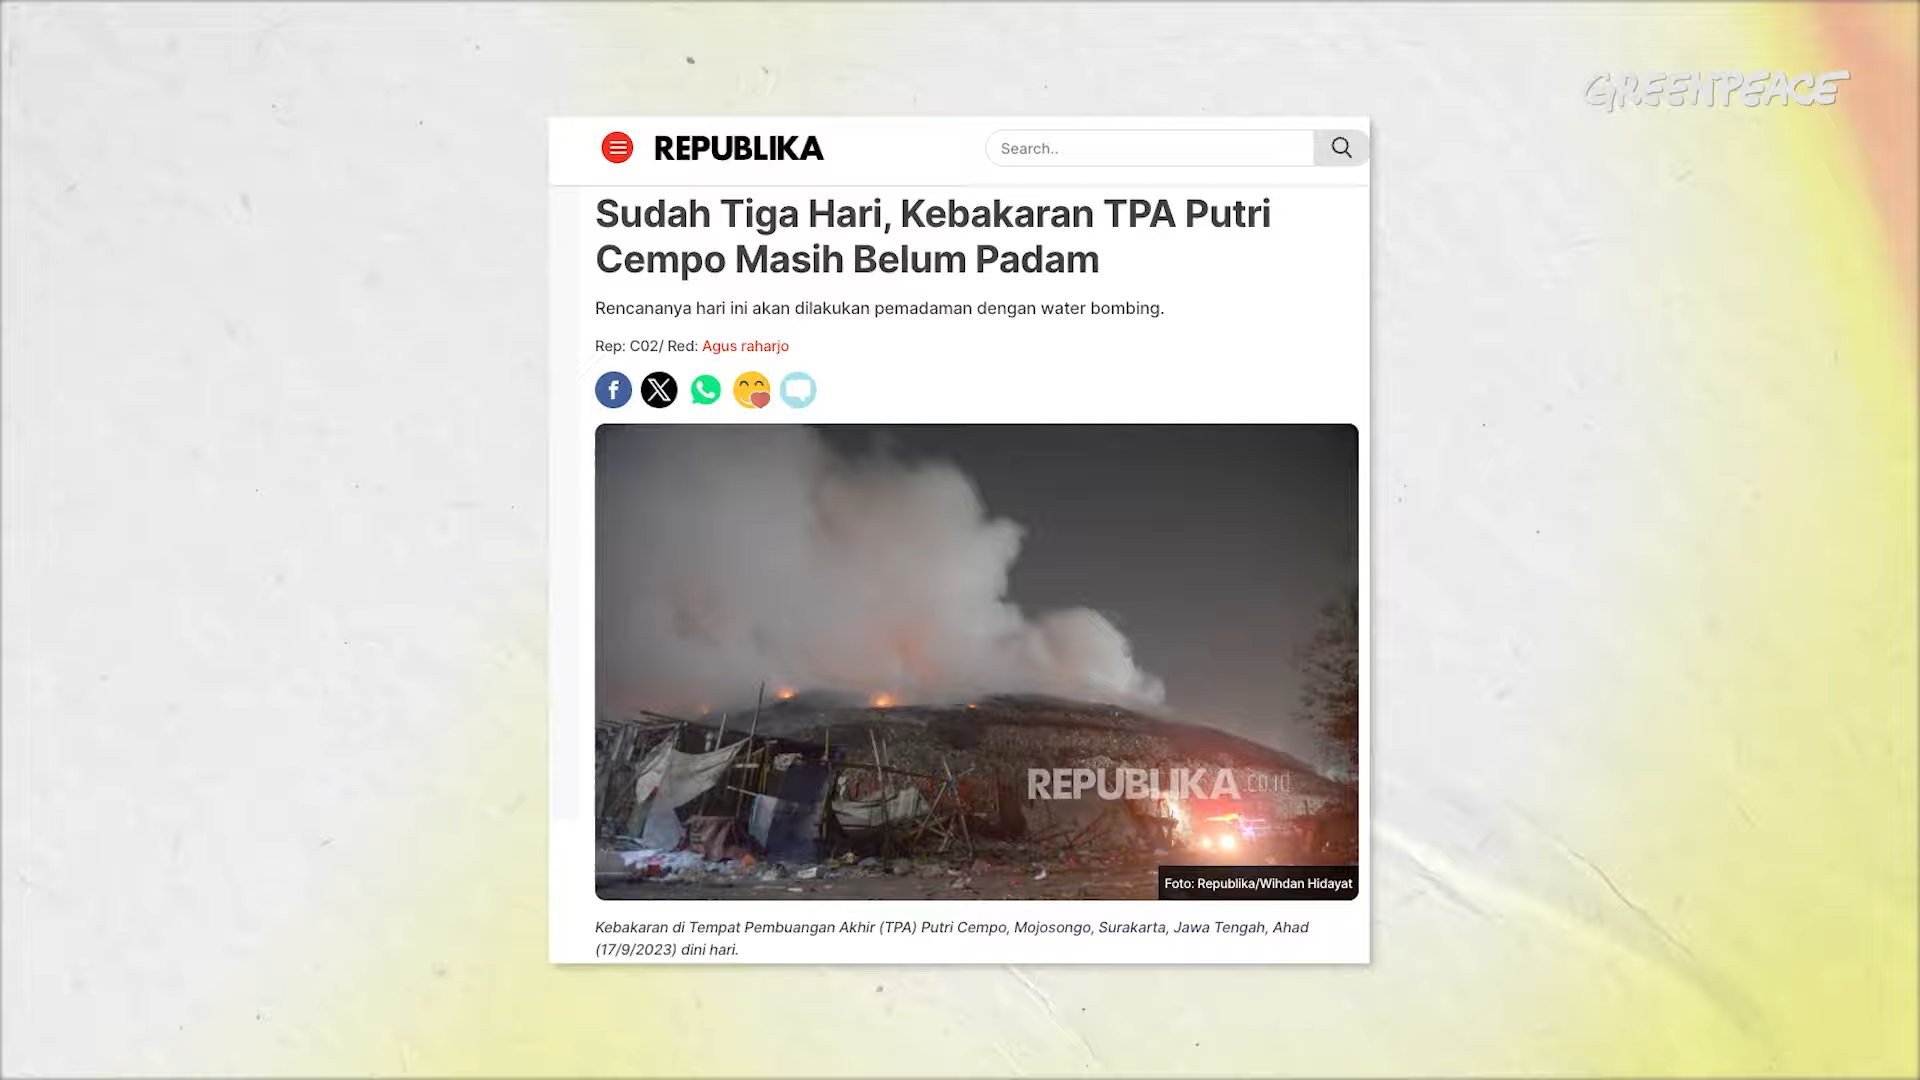 GREENPEACE
REPUBLIKA
Search..
Sudah Tiga Hari, Kebakaran TPA Putri
Cempo Masih Belum Padam
Rencananya hari ini akan dilakukan pemadaman dengan water bombing.
Rep: C02/ Red: Agus raharjo
REPUBLIKA.co.id
Foto: Republika/Wihdan Hidayat
Kebakaran di Tempat Pembuangan Akhir (TPA) Putri Cempo, Mojosongo, Surakarta, Jawa Tengah, Ahad
(17/9/2023) dini hari.